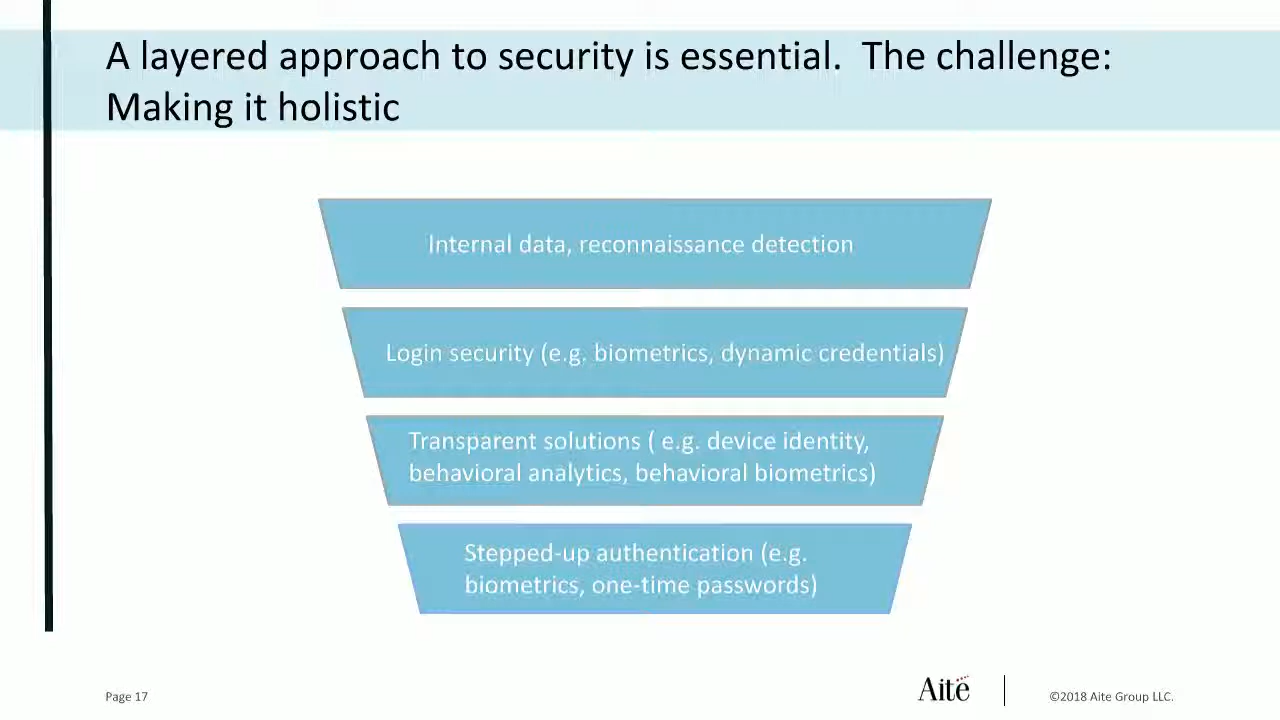 A layered approach to security is essential.  The challenge:
Making it holistic
Internal data, reconnaissance detection
Login security (e.g. biometrics, dynamic credentials)
Transparent solutions ( e.g. device identity,
behavioral analytics, behavioral biometrics)
Stepped-up authentication (e.g.
biometrics, one-time passwords)
Page 17
Aité
©2018 Aite Group LLC.